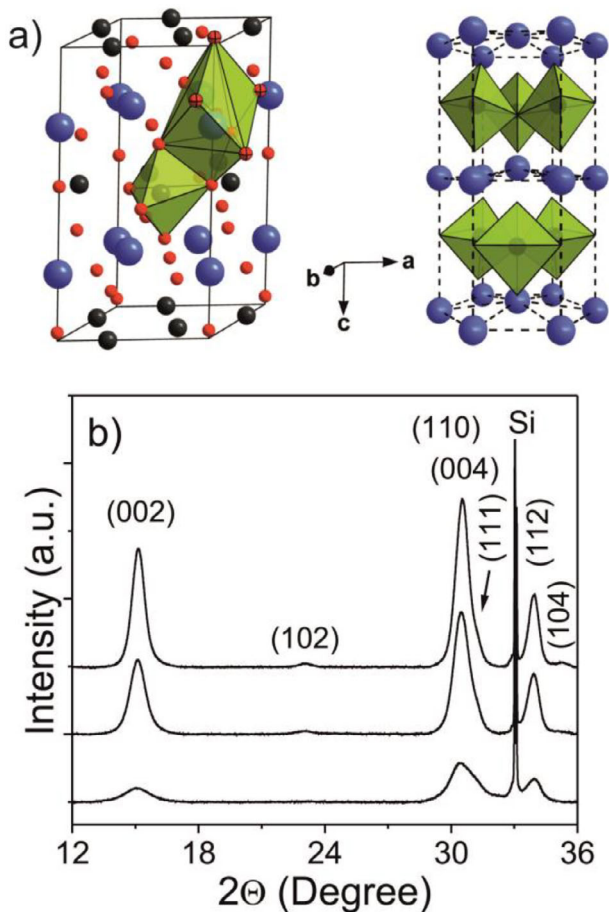 a)
b
a
c
b)
(110)
Si
(002)
(004)
(111)
(112)
(102)
(104)
Intensity (a.u.)
12 18 24 30 36
2Θ (Degree)